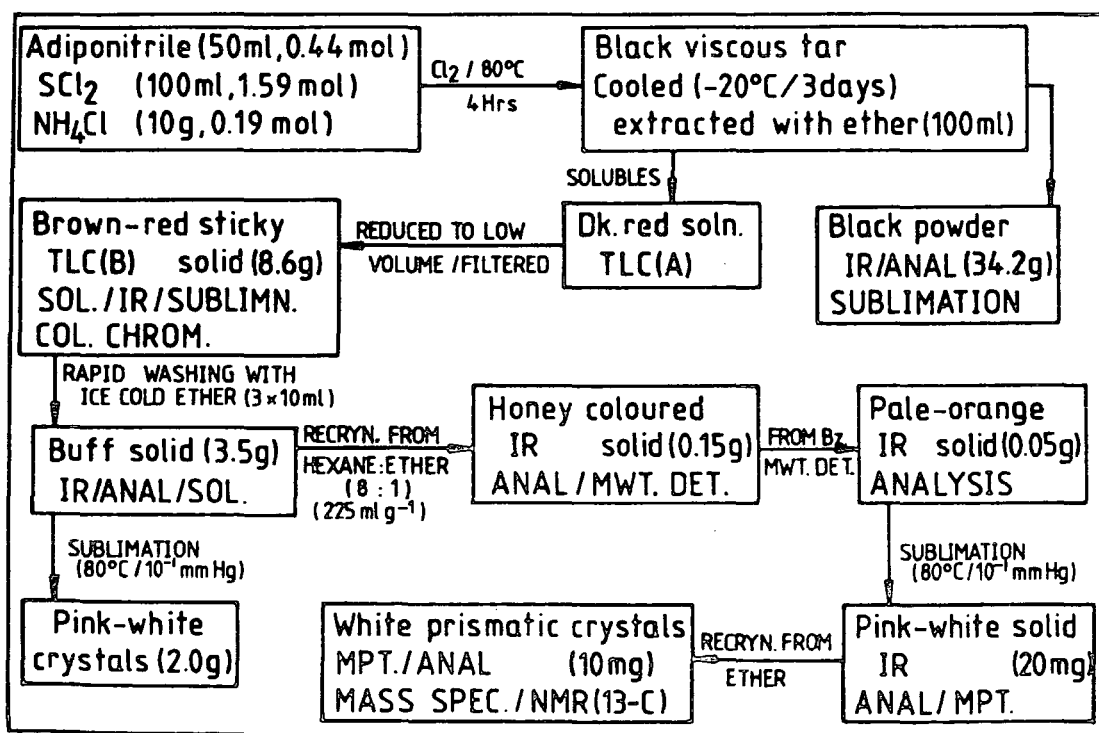 Adiponitrile (50ml, 0.44 mol)
SCl₂ (100ml, 1.59 mol)
NH₄Cl (10g, 0.19 mol)
Cl₂ / 80°C
4 Hrs
Black viscous tar
Cooled (-20°C/3days)
extracted with ether (100ml)
SOLUBLES
Dk. red soln.
TLC(A)
Black powder
IR/ANAL (34.2g)
SUBLIMATION
REDUCED TO LOW
VOLUME / FILTERED
Brown-red sticky
TLC(B) solid (8.6g)
SOL./IR/SUBLIMN.
COL. CHROM.
RAPID WASHING WITH
ICE COLD ETHER (3 × 10 ml)
Buff solid (3.5g)
IR/ANAL/SOL.
RECRYN. FROM
HEXANE:ETHER
(8 : 1)
(225 ml g⁻¹)
Honey coloured
IR solid (0.15g)
ANAL / MWT. DET.
FROM Bz
MWT. DET.
Pale-orange
IR solid (0.05g)
ANALYSIS
SUBLIMATION
(80°C/10⁻¹ mm Hg)
Pink-white
crystals (2.0g)
SUBLIMATION
(80°C/10⁻¹ mm Hg)
Pink-white solid
IR (20mg)
ANAL/ MPT.
RECRYN. FROM
ETHER
White prismatic crystals
MPT./ANAL (10mg)
MASS SPEC./NMR(13-C)